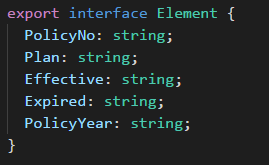 export interface Element {
  PolicyNo: string;
  Plan: string;
  Effective: string;
  Expired: string;
  PolicyYear: string;
}